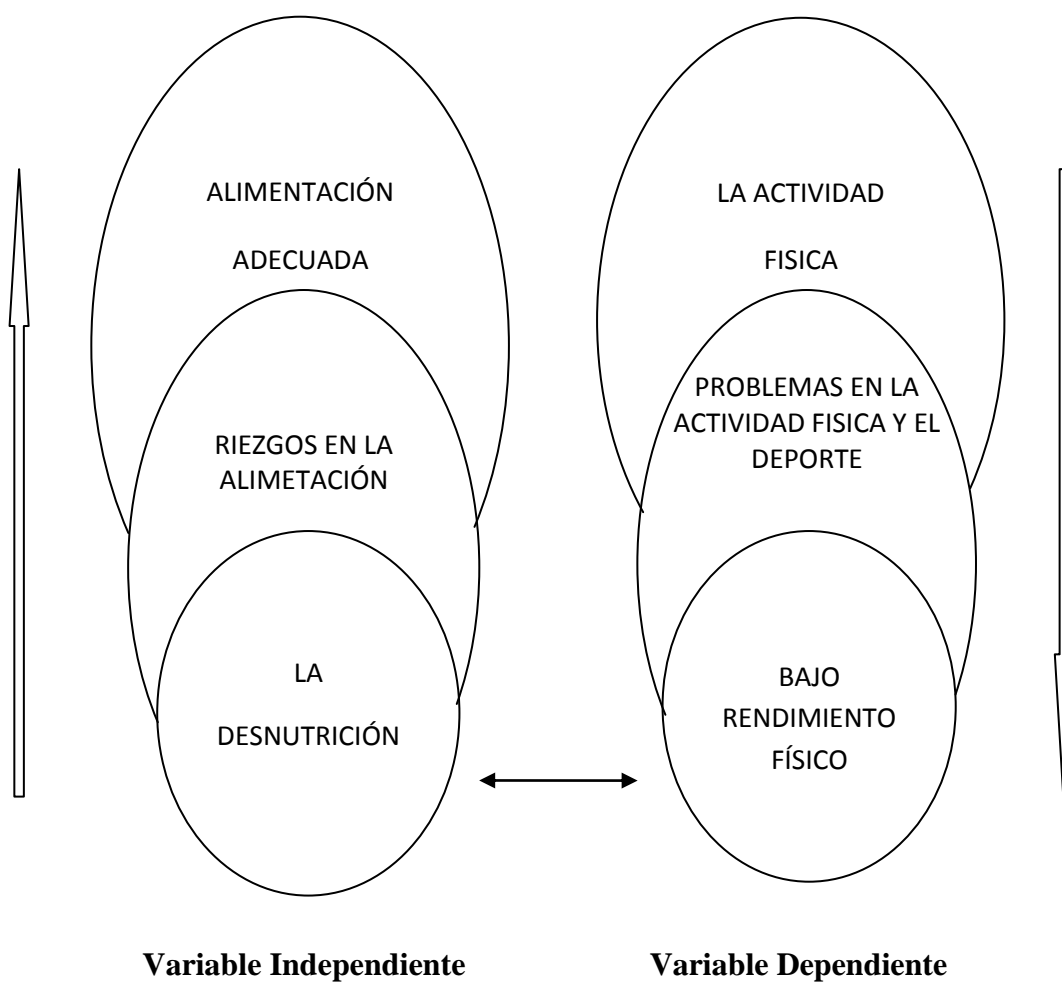 ALIMENTACIÓN
ADECUADA
RIEZGOS EN LA
ALIMETACIÓN
LA
DESNUTRICIÓN
LA ACTIVIDAD
FISICA
PROBLEMAS EN LA
ACTIVIDAD FISICA Y EL
DEPORTE
BAJO
RENDIMIENTO
FÍSICO
Variable Independiente
Variable Dependiente